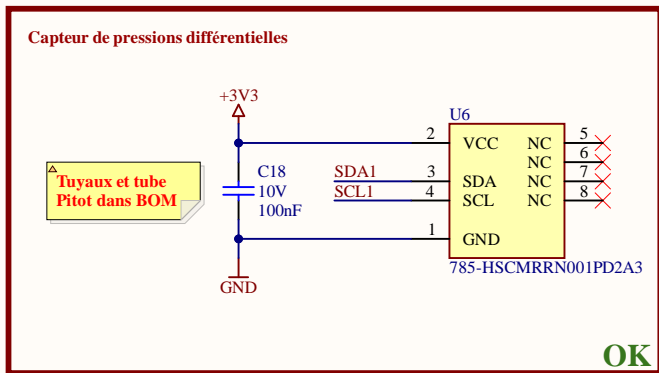 Capteur de pressions différentielles
+3V3
U6
2 VCC NC 5
NC 6
C18 SDA1 3 SDA NC 7
10V SCL1 4 SCL NC 8
100nF
Tuyaux et tube
Pitot dans BOM
1 GND
785-HSCMRRN001PD2A3
GND
OK